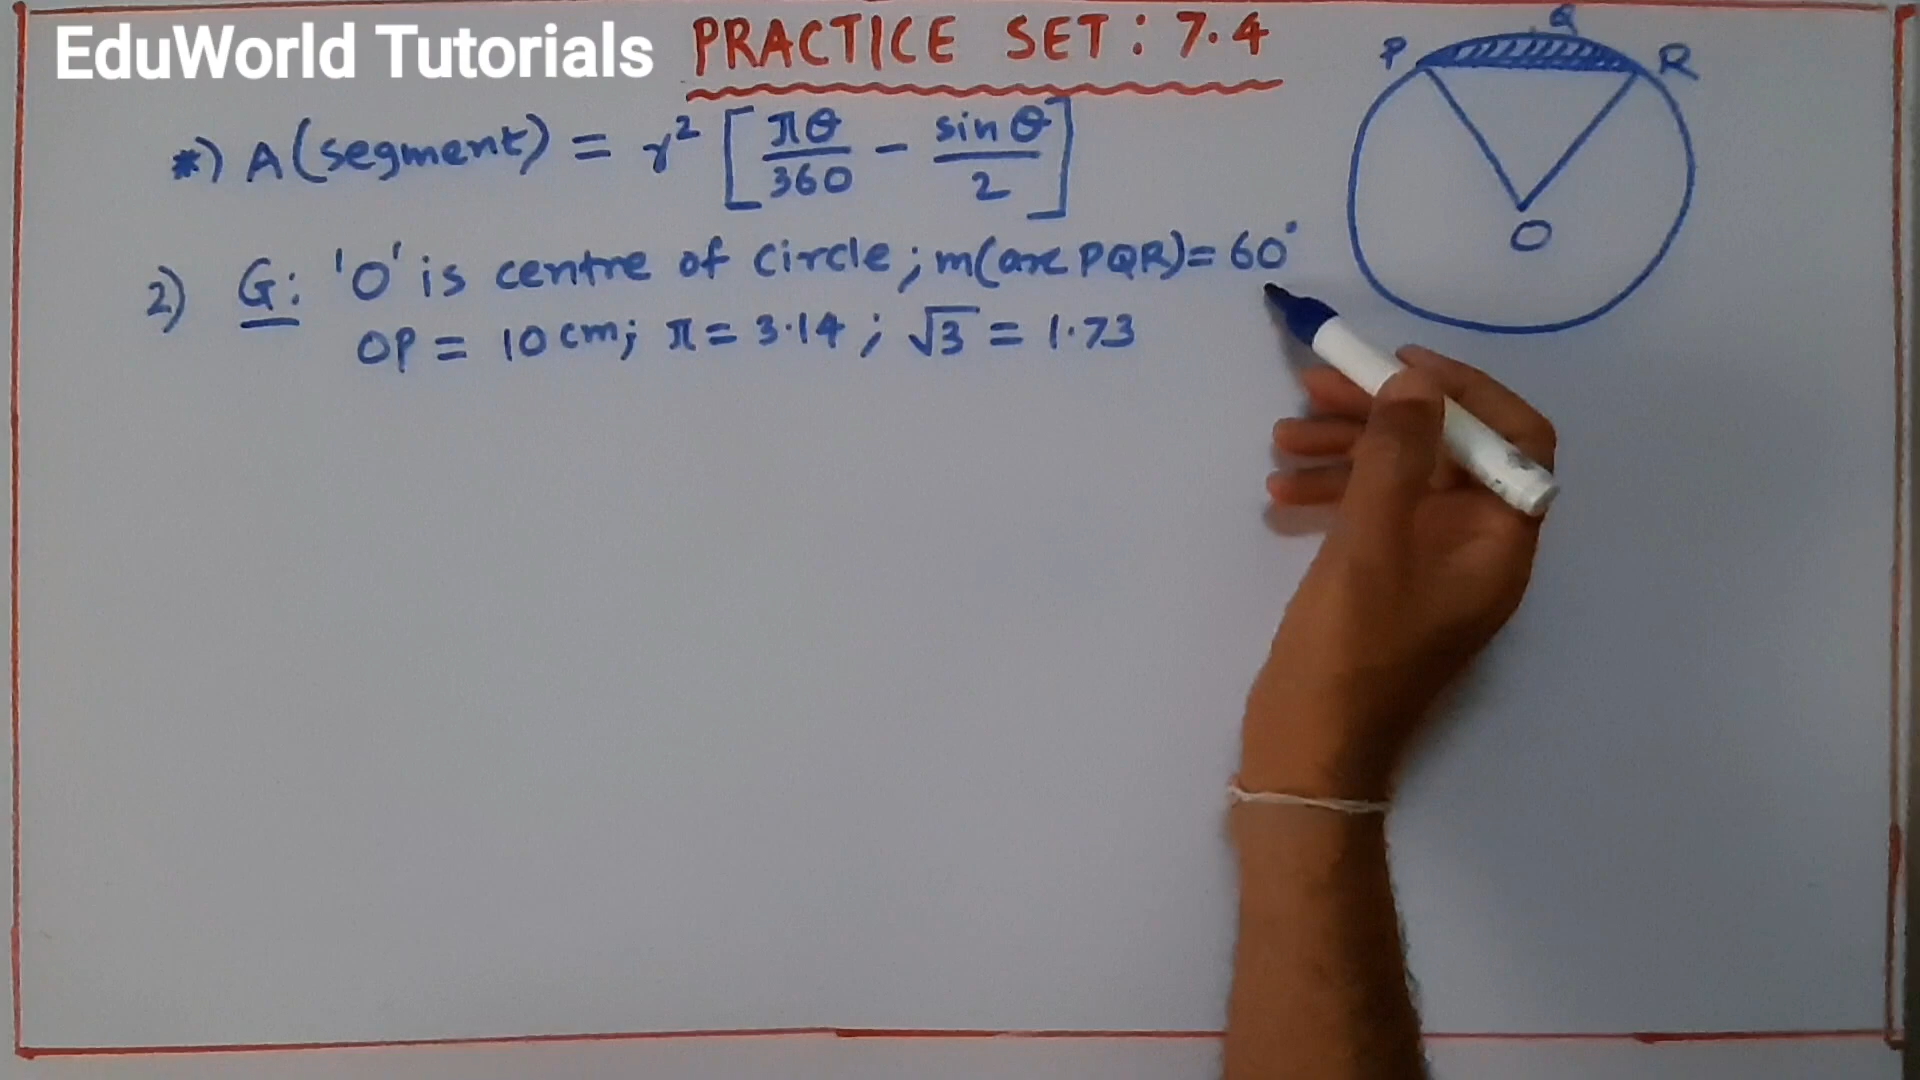 EduWorld Tutorials
PRACTICE SET : 7.4
*) A(segment) = r² [πθ/360 - sin θ/2]
2) G: 'O' is centre of circle; m(arc PQR) = 60°
OP = 10 cm; π = 3.14 ; √3 = 1.73
P Q R
O